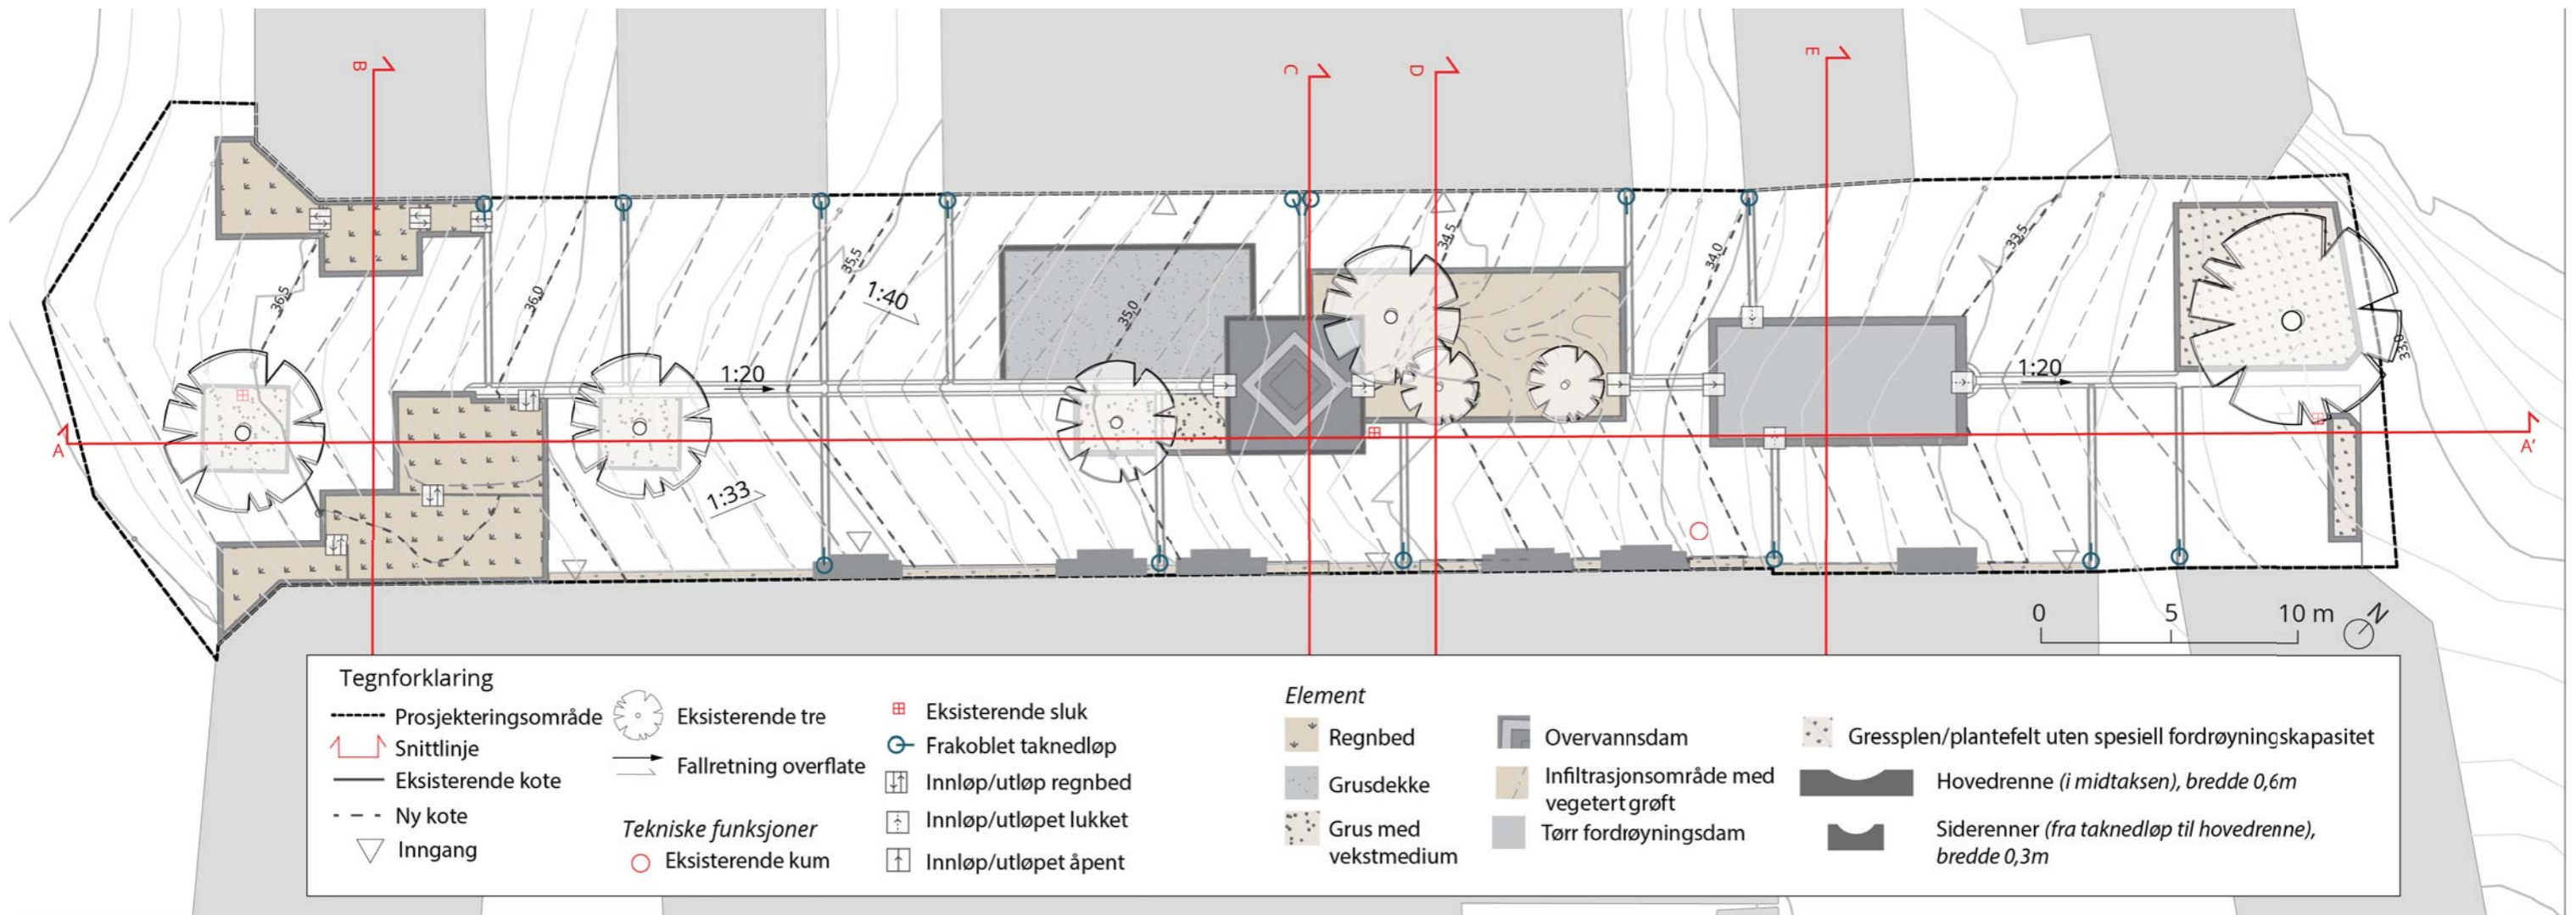 B
C
D
E
36,5
36,0
35,5
1:40
35,0
34,5
34,0
33,5
33,0
1:20
1:20
1:33
A
A'
0 5 10 m
N
Tegnforklaring
Prosjekteringsområde
Snittlinje
Eksisterende kote
Ny kote
Inngang
Eksisterende tre
Fallretning overflate
Tekniske funksjoner
Eksisterende kum
Eksisterende sluk
Frakoblet taknedløp
Innløp/utløp regnbed
Innløp/utløpet lukket
Innløp/utløpet åpent
Element
Regnbed
Grusdekke
Grus med
vekstmedium
Overvannsdam
Infiltrasjonsområde med
vegetert grøft
Tørr fordrøyningsdam
Gressplen/plantefelt uten spesiell fordrøyningskapasitet
Hovedrenne (i midtaksen), bredde 0,6m
Siderenner (fra taknedløp til hovedrenne),
bredde 0,3m